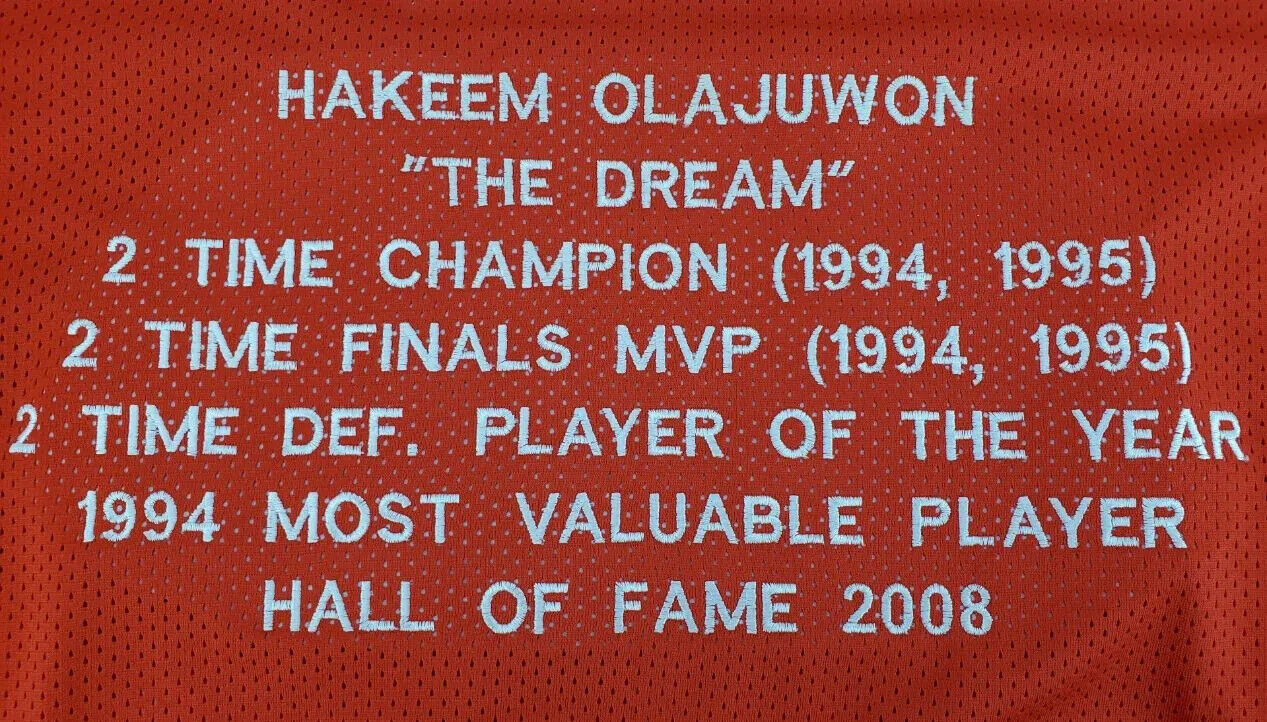 HAKEEM OLAJUWON
"THE DREAM"
2 TIME CHAMPION (1994, 1995)
2 TIME FINALS MVP (1994, 1995)
2 TIME DEF. PLAYER OF THE YEAR
1994 MOST VALUABLE PLAYER
HALL OF FAME 2008